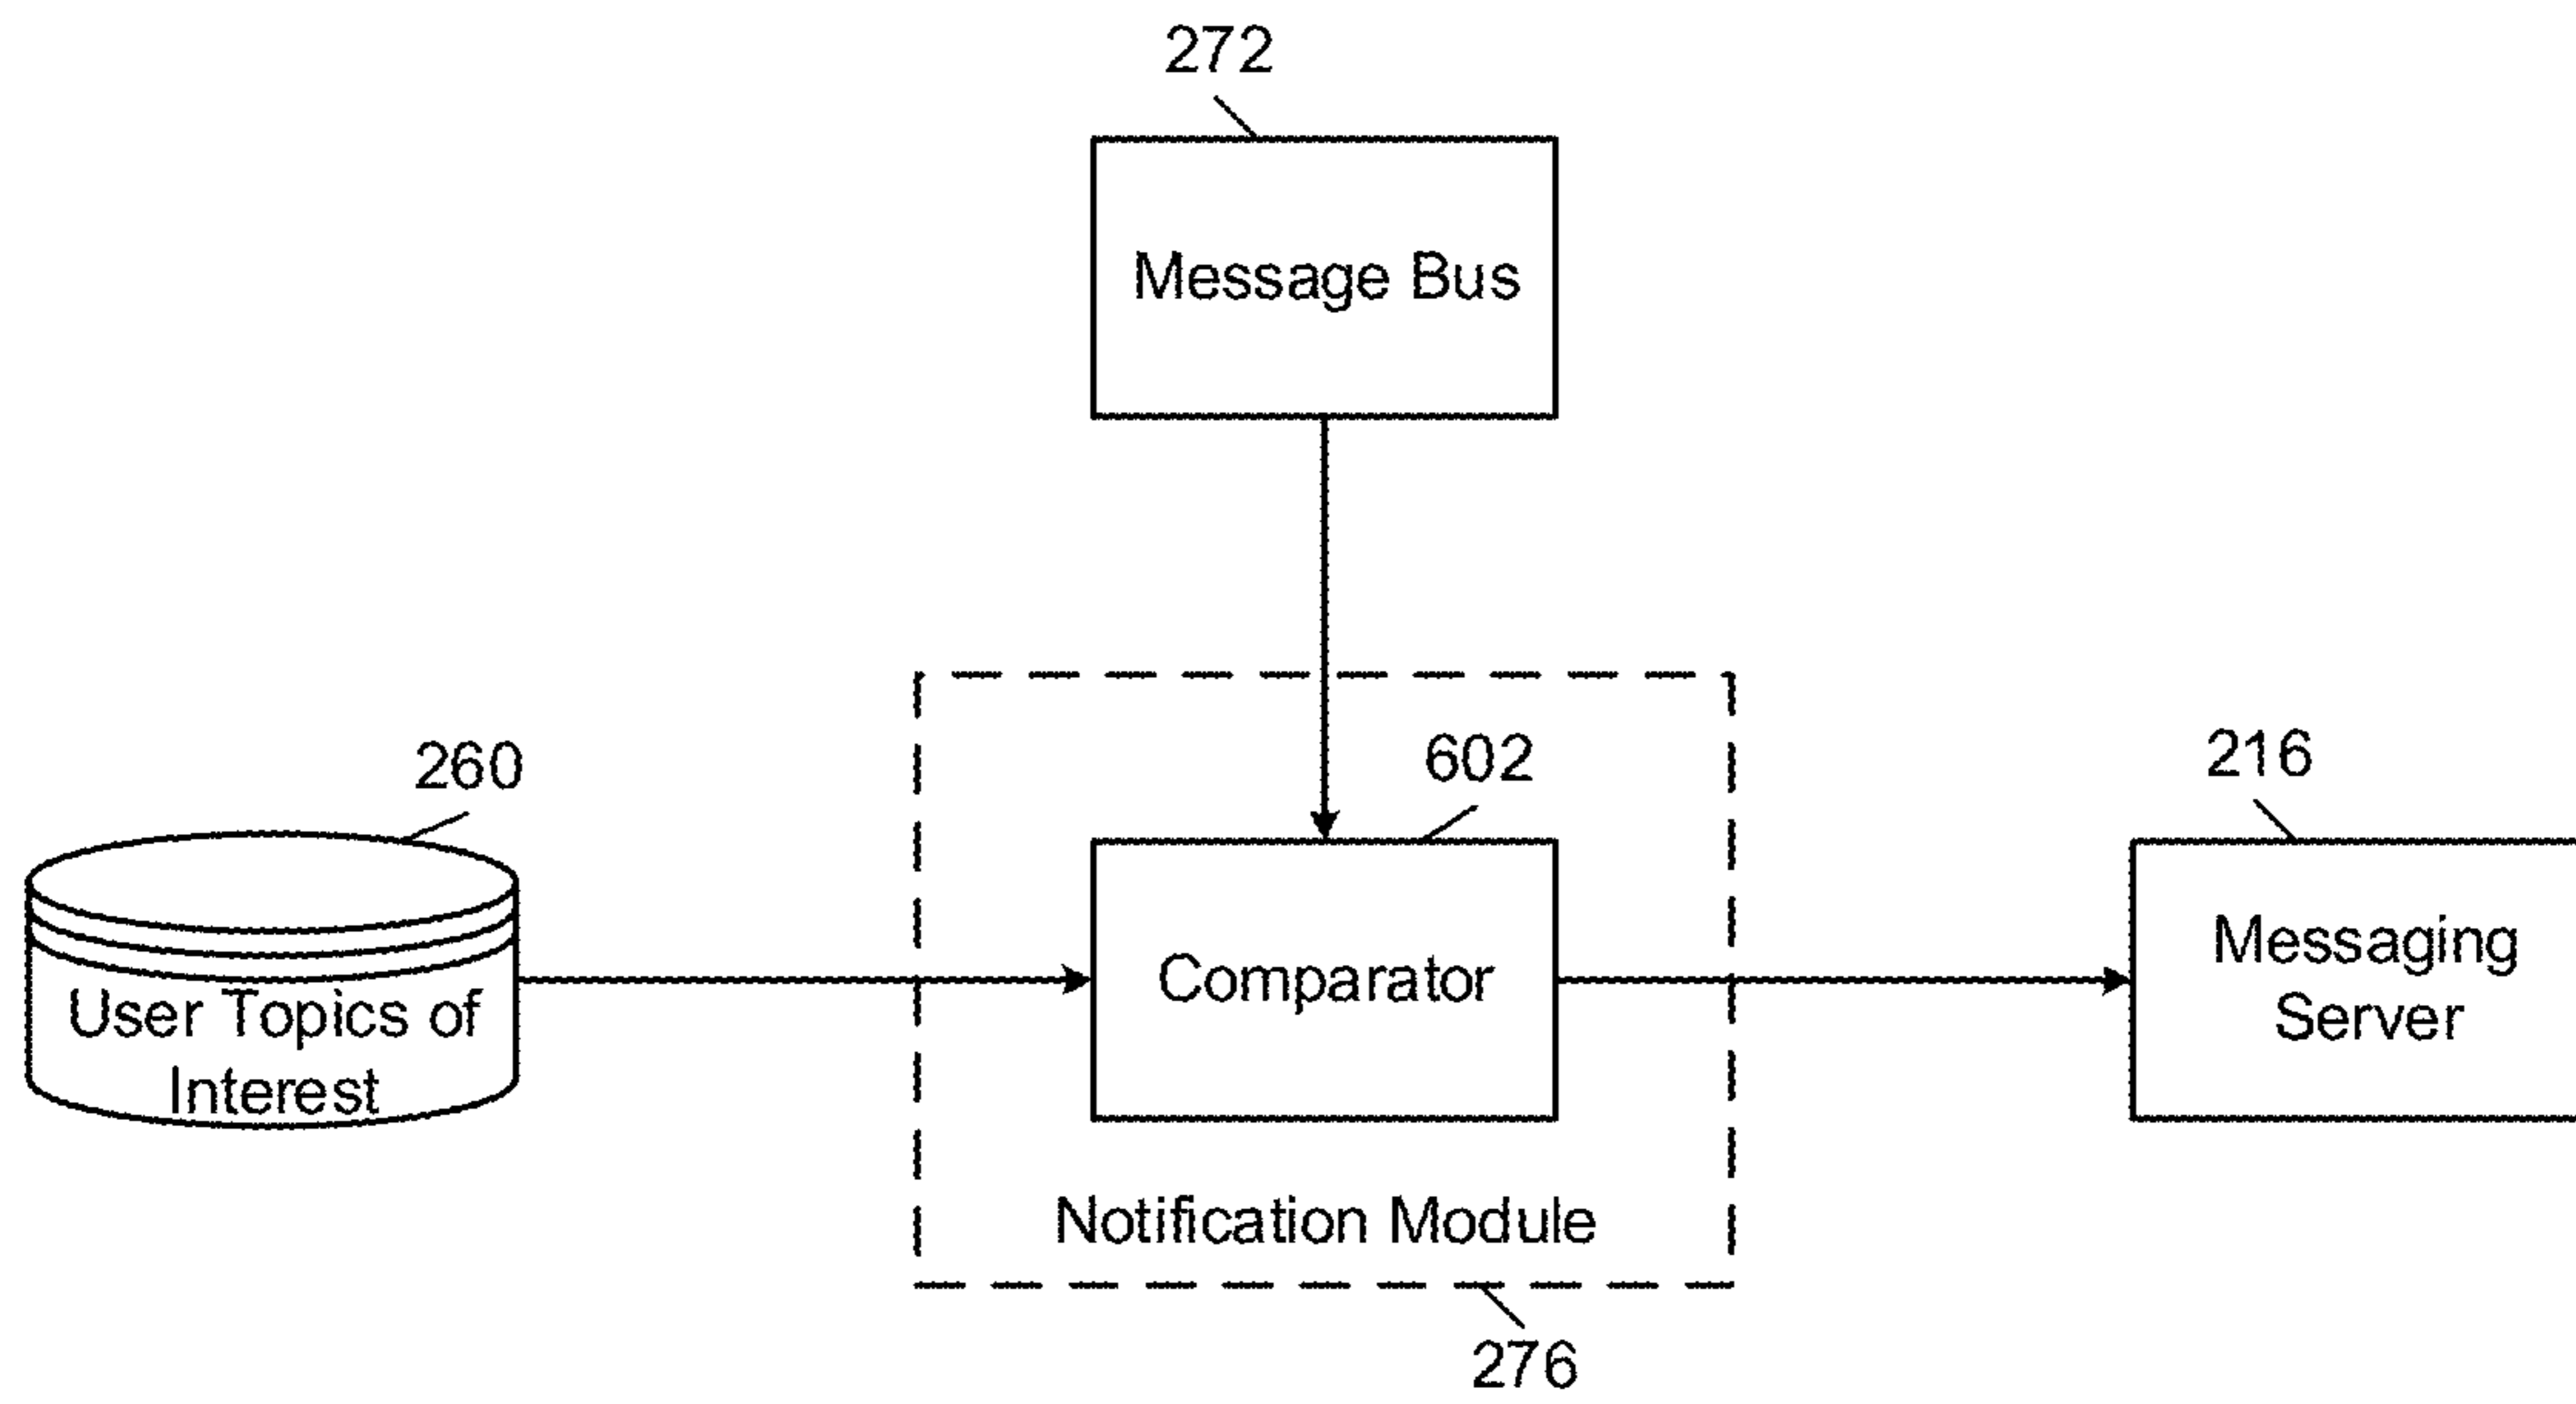 272
Message Bus
260
602
216
User Topics of
Interest
Comparator
Messaging
Server
Notification Module
276